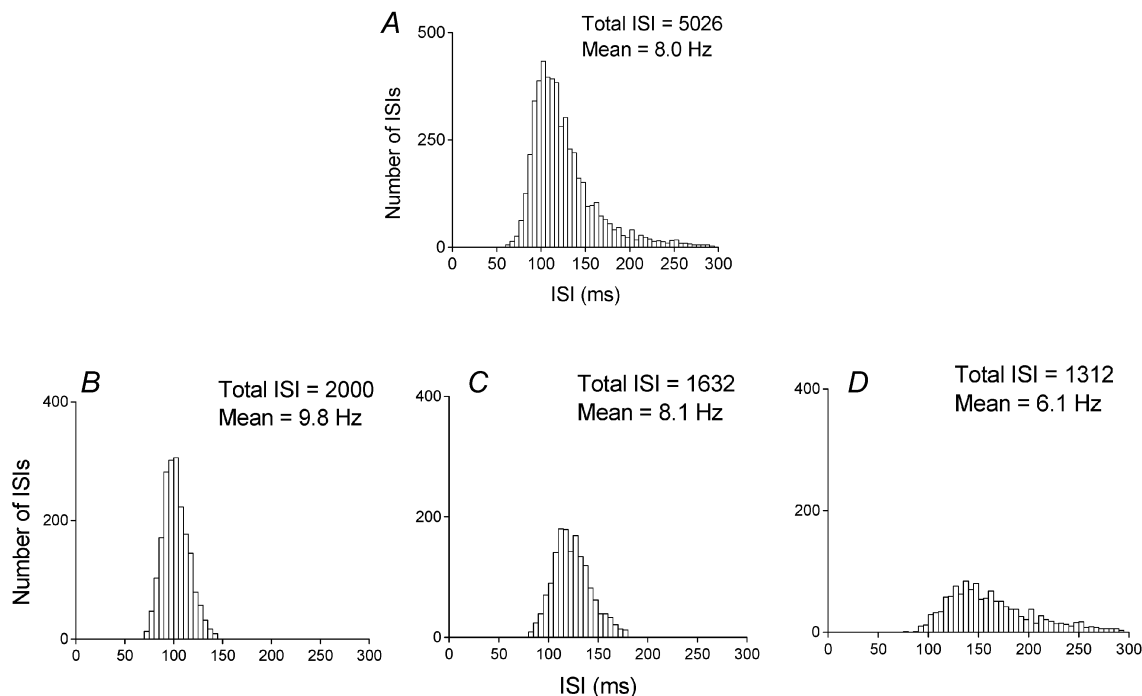 A
Total ISI = 5026
Mean = 8.0 Hz
500
250
0
Number of ISIs
0 50 100 150 200 250 300
ISI (ms)
B
Total ISI = 2000
Mean = 9.8 Hz
400
200
0
Number of ISIs
0 50 100 150 200 250 300
C
Total ISI = 1632
Mean = 8.1 Hz
400
200
0
0 50 100 150 200 250 300
ISI (ms)
D
Total ISI = 1312
Mean = 6.1 Hz
400
200
0
0 50 100 150 200 250 300